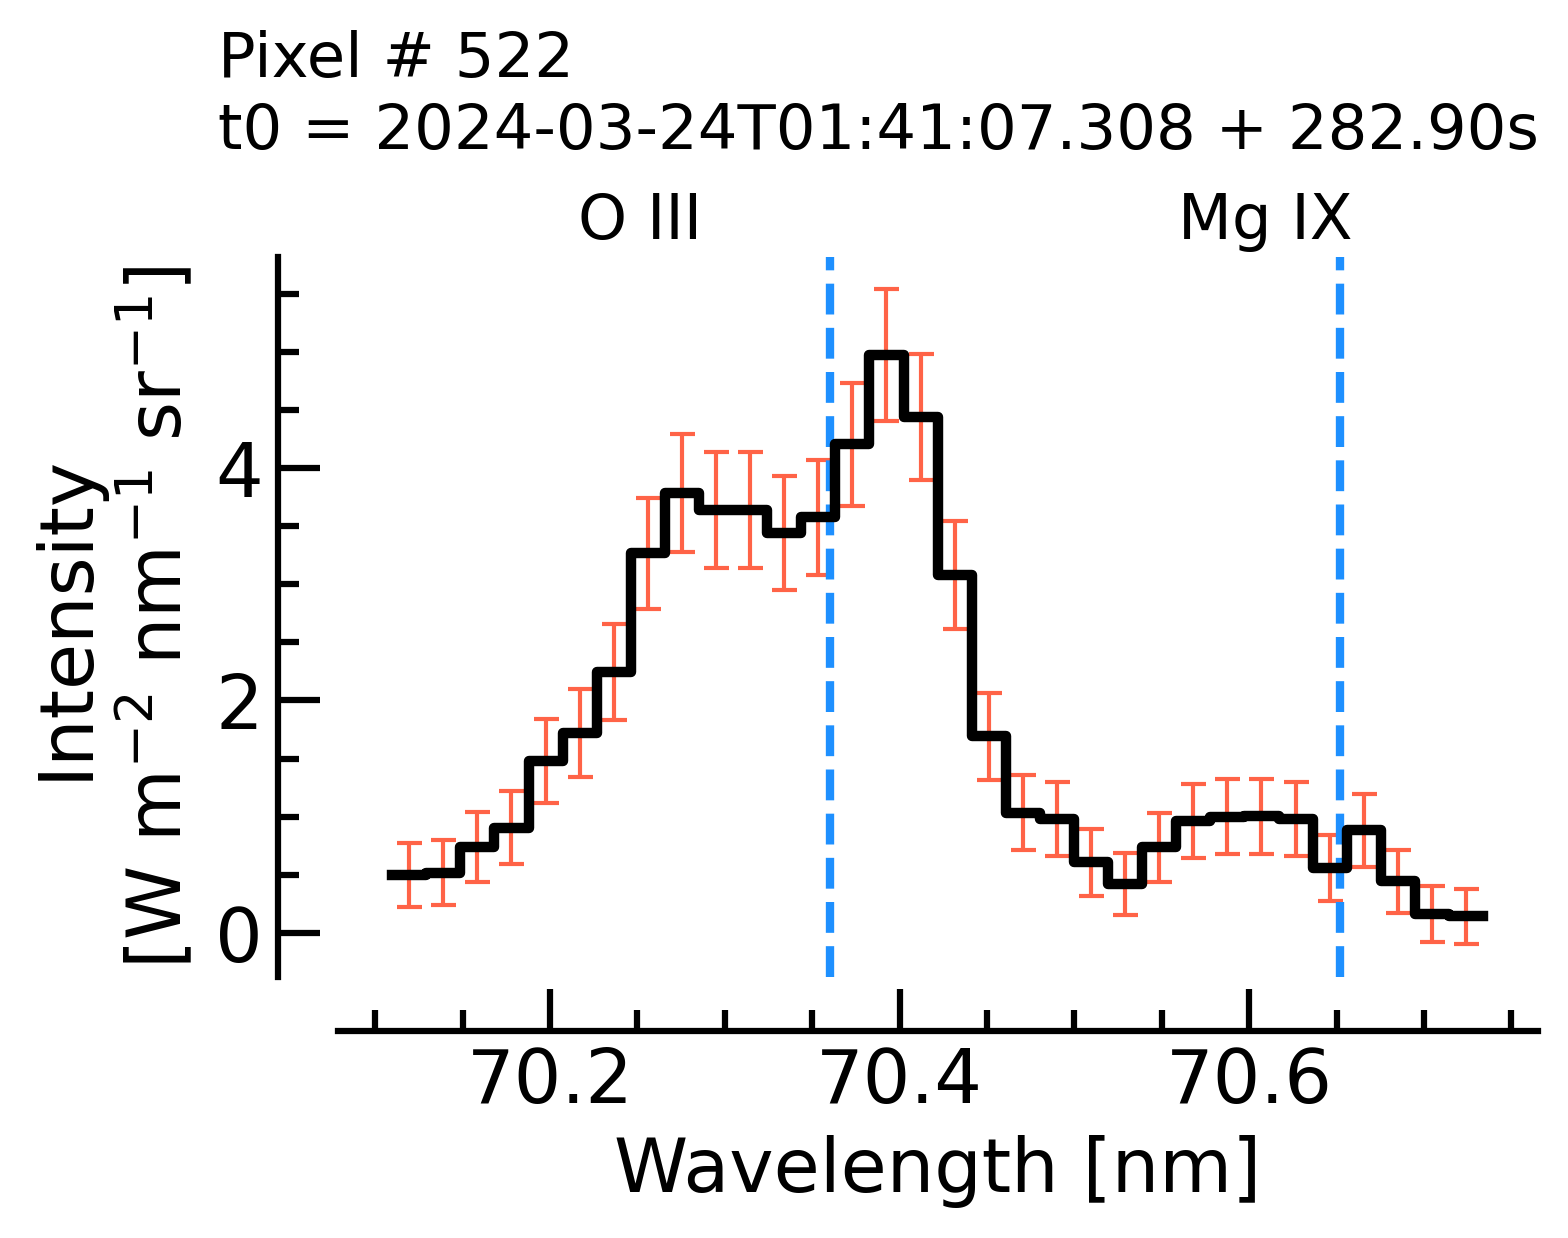 Pixel # 522
t0 = 2024-03-24T01:41:07.308 + 282.90s
O III
Mg IX
Intensity
[W m⁻² nm⁻¹ sr⁻¹]
4
2
0
70.2
70.4
70.6
Wavelength [nm]